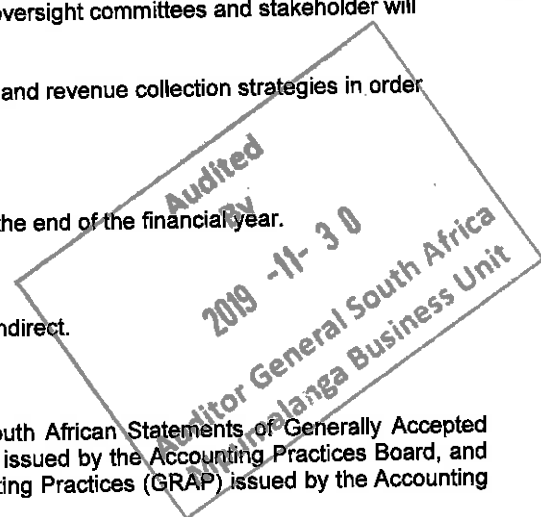 oversight committees and stakeholder will
and revenue collection strategies in order
the end of the financial year.
ndirect.
outh African Statements of Generally Accepted
issued by the Accounting Practices Board, and
ting Practices (GRAP) issued by the Accounting
Audited
By
2019 -11- 30
Auditor General South Africa
Mpumalanga Business Unit